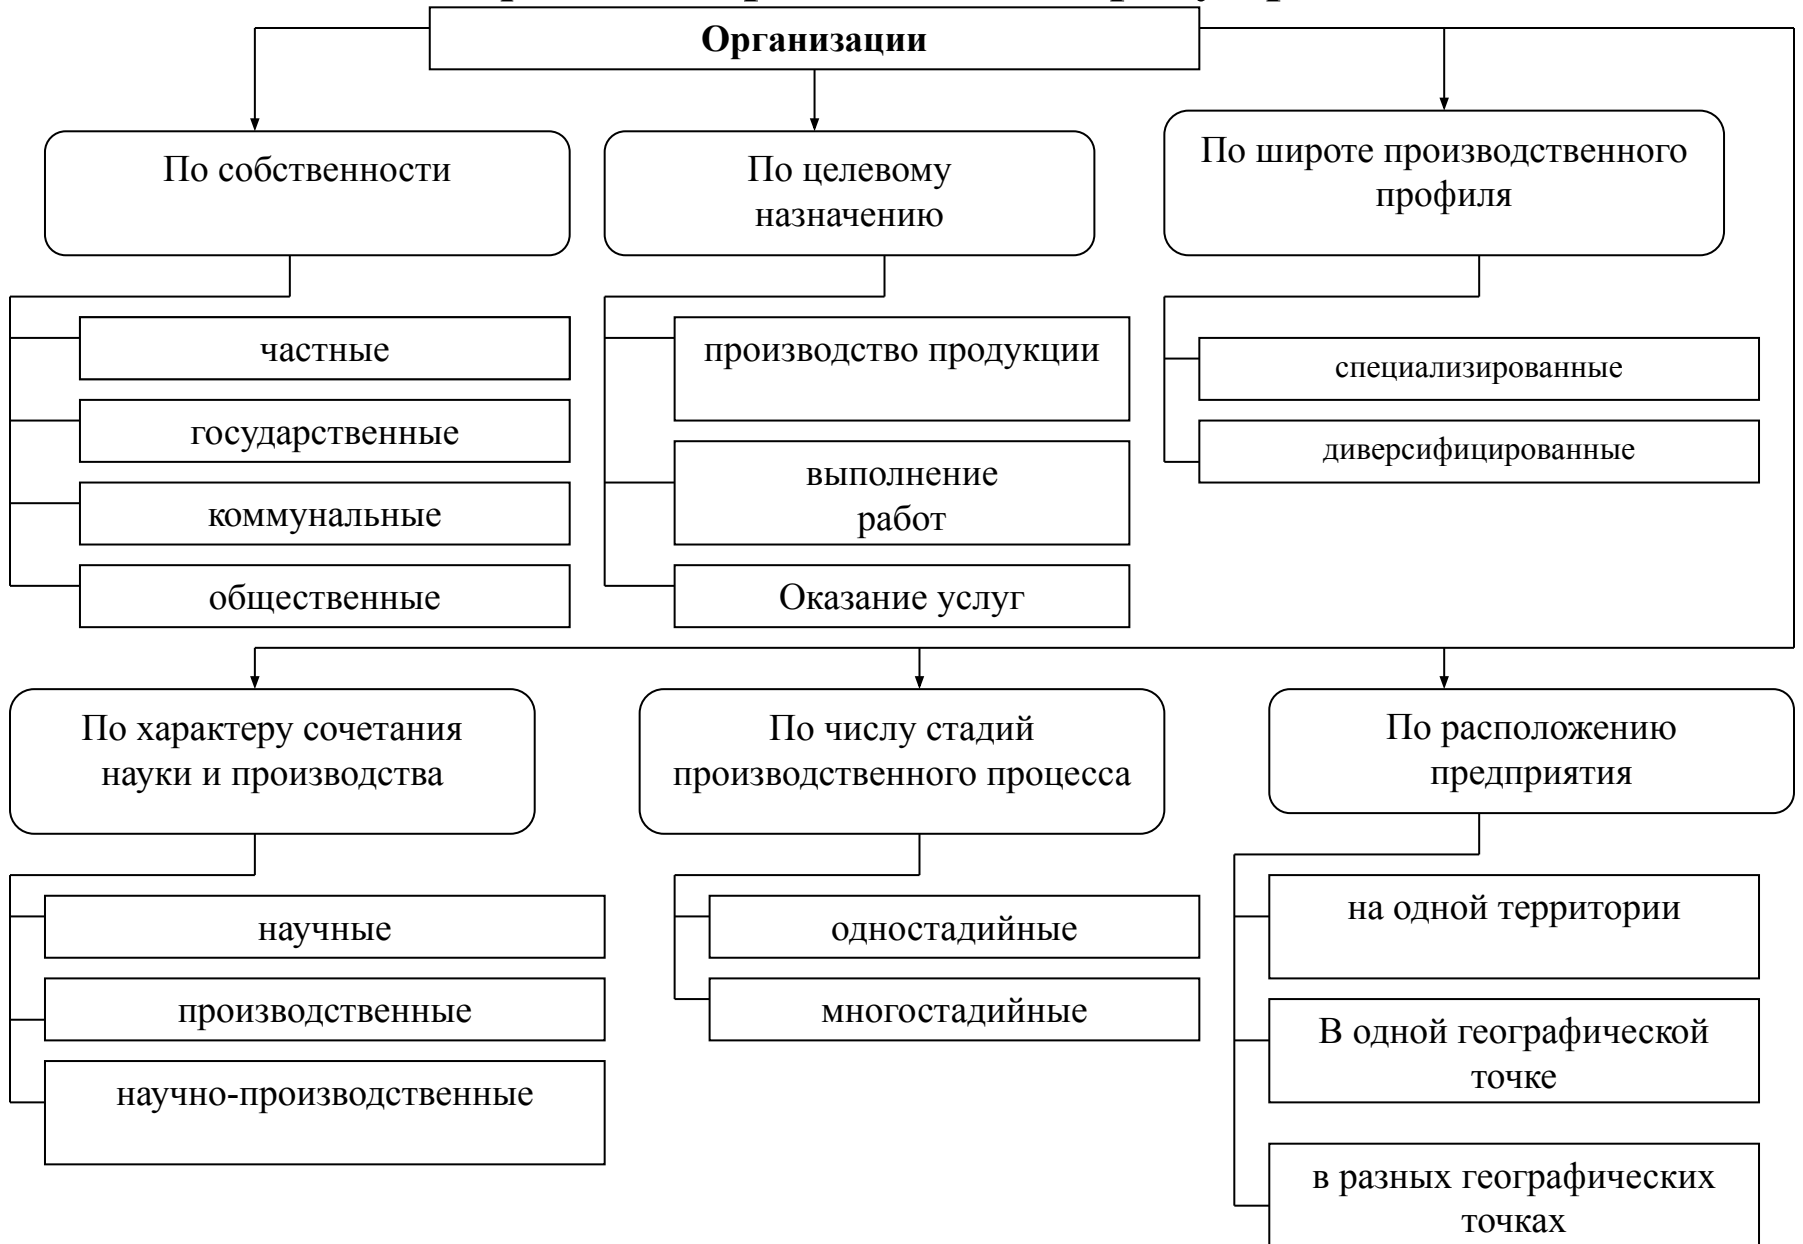 Организации
По собственности
По целевому
назначению
По широте производственного
профиля
частные
государственные
коммунальные
общественные
производство продукции
выполнение
работ
Оказание услуг
специализированные
диверсифицированные
По характеру сочетания
науки и производства
По числу стадий
производственного процесса
По расположению
предприятия
научные
производственные
научно-производственные
одностадийные
многостадийные
на одной территории
В одной географической
точке
в разных географических
точках